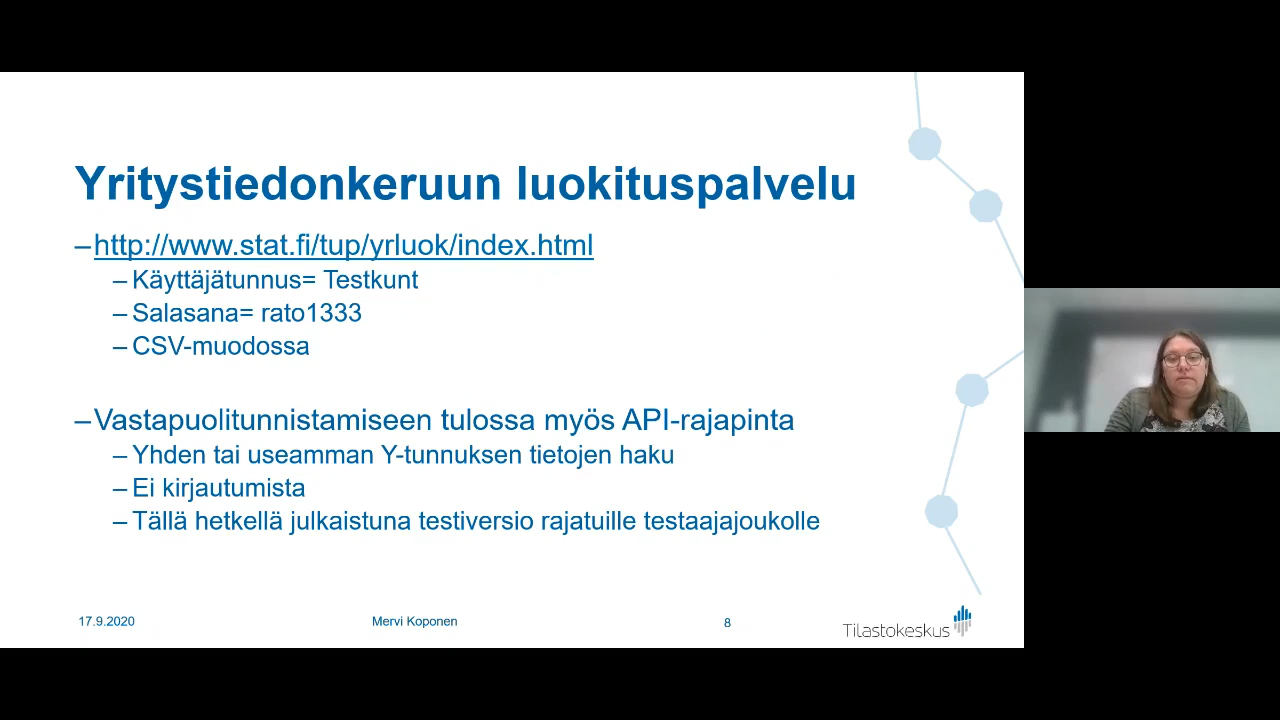 Yritystiedonkeruun luokituspalvelu
–http://www.stat.fi/tup/yrluok/index.html
–Käyttäjätunnus= Testkunt
–Salasana= rato1333
–CSV-muodossa
–Vastapuolitunnistamiseen tulossa myös API-rajapinta
–Yhden tai useamman Y-tunnuksen tietojen haku
–Ei kirjautumista
–Tällä hetkellä julkaistuna testiversio rajatuille testaajajoukolle
17.9.2020
Mervi Koponen
8
Tilastokeskus